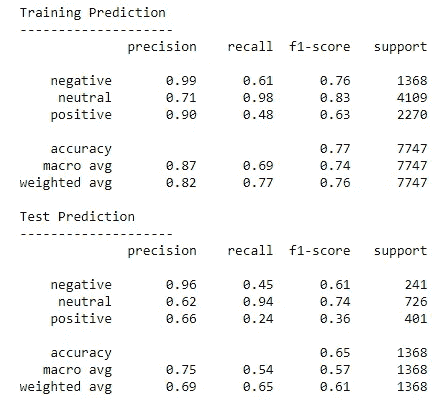 Training Prediction
--------------------
precision recall f1-score support
negative 0.99 0.61 0.76 1368
neutral 0.71 0.98 0.83 4109
positive 0.90 0.48 0.63 2270
accuracy 0.77 7747
macro avg 0.87 0.69 0.74 7747
weighted avg 0.82 0.77 0.76 7747
Test Prediction
--------------------
precision recall f1-score support
negative 0.96 0.45 0.61 241
neutral 0.62 0.94 0.74 726
positive 0.66 0.24 0.36 401
accuracy 0.65 1368
macro avg 0.75 0.54 0.57 1368
weighted avg 0.69 0.65 0.61 1368